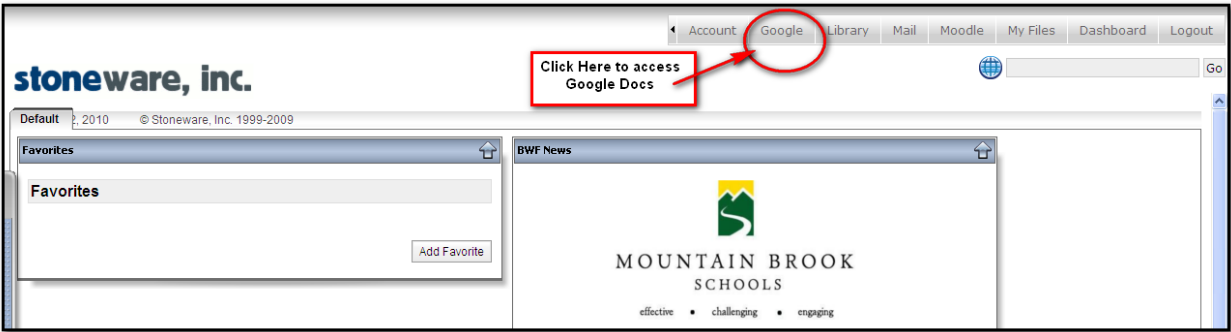 Account Google Library Mail Moodle My Files Dashboard Logout
Click Here to access
Google Docs
stoneware, inc.
Go
Default 2, 2010 © Stoneware, Inc. 1999-2009
Favorites
BWF News
Favorites
Add Favorite
MOUNTAIN BROOK
SCHOOLS
effective • challenging • engaging